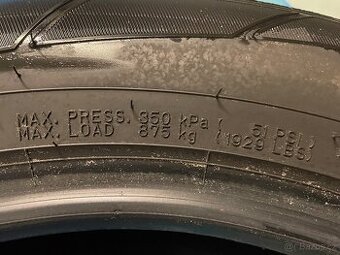 MAX. PRESS. 350 kPa ( 51 PSI )
MAX. LOAD 875 kg (1929 LBS)